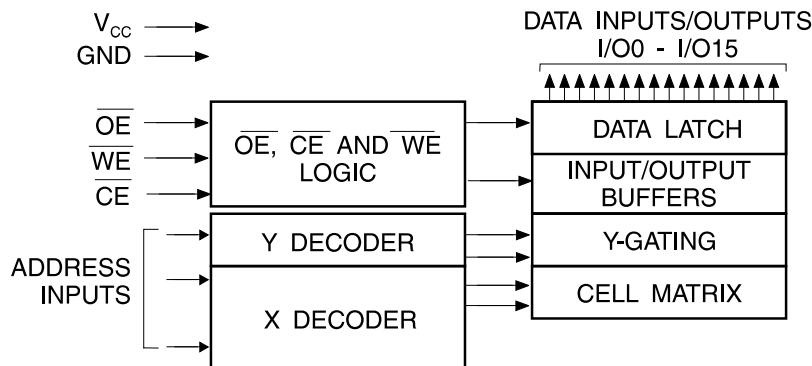 V_CC
GND
OE
WE
CE
OE, CE AND WE
LOGIC
Y DECODER
X DECODER
ADDRESS
INPUTS
DATA INPUTS/OUTPUTS
I/O0 - I/O15
DATA LATCH
INPUT/OUTPUT
BUFFERS
Y-GATING
CELL MATRIX